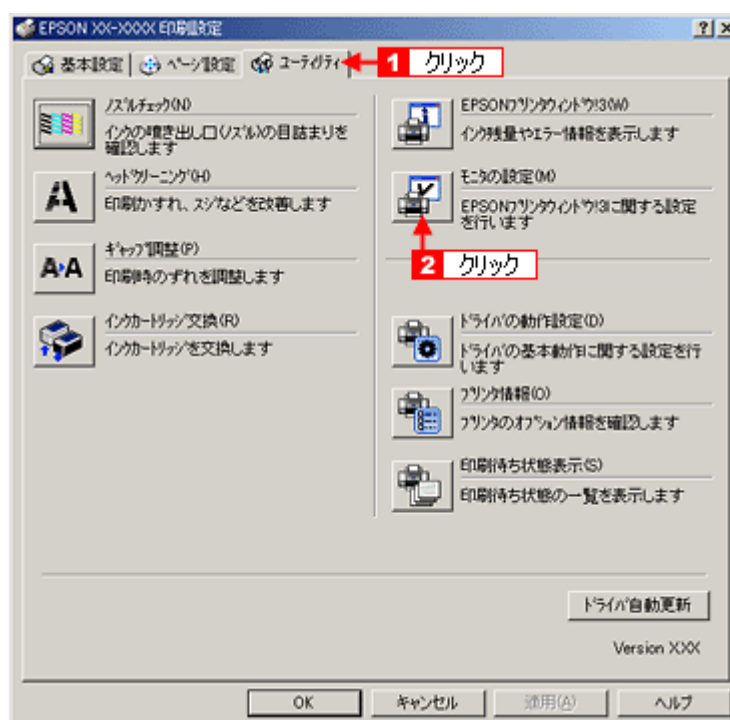 EPSON XX-XXXX 印刷設定
基本設定
ページ設定
ユーティリティ
1 クリック
ノズルチェック(N)
インクの噴き出し口(ノズル)の目詰まりを
確認します
ヘッドクリーニング(H)
印刷かすれ、スジなどを改善します
ギャップ調整(P)
印刷時のずれを調整します
インクカートリッジ交換(R)
インクカートリッジを交換します
EPSONプリンタウィンドウ!3(W)
インク残量やエラー情報を表示します
モニタの設定(M)
EPSONプリンタウィンドウ!3に関する設定
を行います
2 クリック
ドライバの動作設定(D)
ドライバの基本動作に関する設定を行
います
プリンタ情報(O)
プリンタのオプション情報を確認します
印刷待ち状態表示(S)
印刷待ち状態の一覧を表示します
ドライバ自動更新
Version XXX
OK
キャンセル
適用(A)
ヘルプ